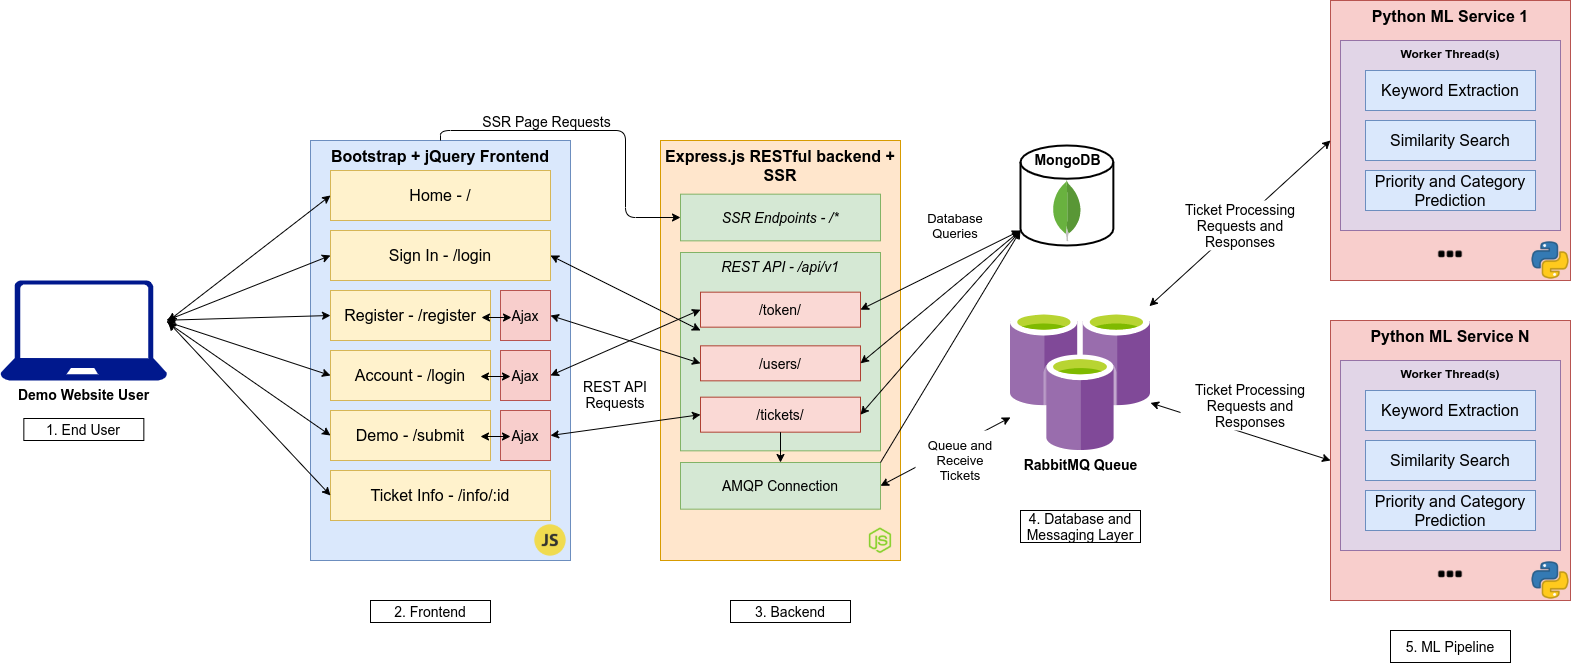 Demo Website User
1. End User
SSR Page Requests
Bootstrap + jQuery Frontend
Home - /
Sign In - /login
Register - /register
Ajax
Account - /login
Ajax
Demo - /submit
Ajax
Ticket Info - /info/:id
JS
2. Frontend
REST API
Requests
Express.js RESTful backend +
SSR
SSR Endpoints - /*
REST API - /api/v1
/token/
/users/
/tickets/
AMQP Connection
JS
3. Backend
Database
Queries
MongoDB
Queue and
Receive
Tickets
RabbitMQ Queue
4. Database and
Messaging Layer
Ticket Processing
Requests and
Responses
Ticket Processing
Requests and
Responses
Python ML Service 1
Worker Thread(s)
Keyword Extraction
Similarity Search
Priority and Category
Prediction
...
Python ML Service N
Worker Thread(s)
Keyword Extraction
Similarity Search
Priority and Category
Prediction
...
5. ML Pipeline